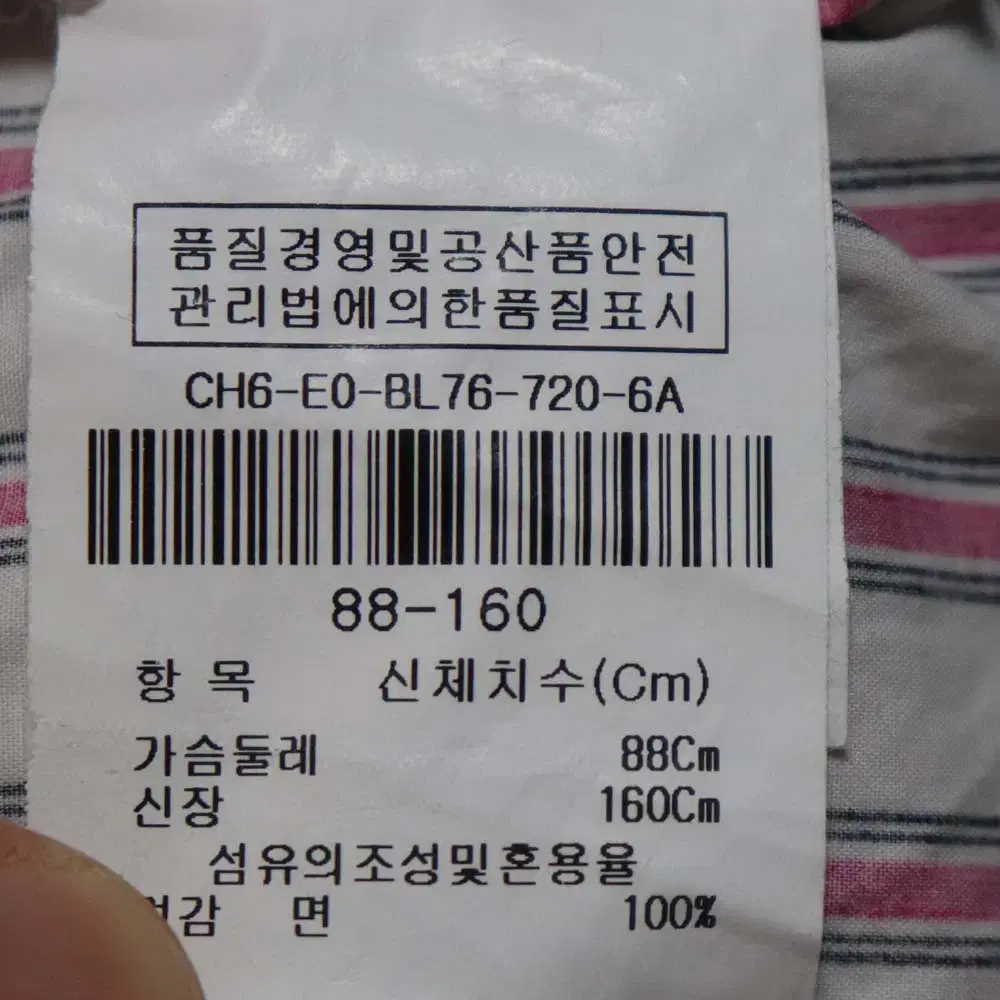 품질경영및공산품안전
관리법에의한품질표시
CH6-E0-BL76-720-6A
88-160
항 목 신체치수(Cm)
가슴둘레 88Cm
신장 160Cm
섬유의조성및혼용율
면 100%